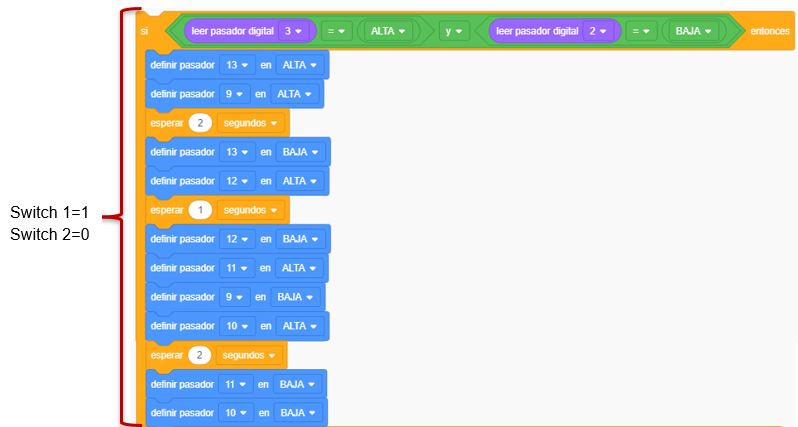 si leer pasador digital 3 = ALTA y leer pasador digital 2 = BAJA entonces
definir pasador 13 en ALTA
definir pasador 9 en ALTA
esperar 2 segundos
definir pasador 13 en BAJA
definir pasador 12 en ALTA
Switch 1=1
Switch 2=0
esperar 1 segundos
definir pasador 12 en BAJA
definir pasador 11 en ALTA
definir pasador 9 en BAJA
definir pasador 10 en ALTA
esperar 2 segundos
definir pasador 11 en BAJA
definir pasador 10 en BAJA